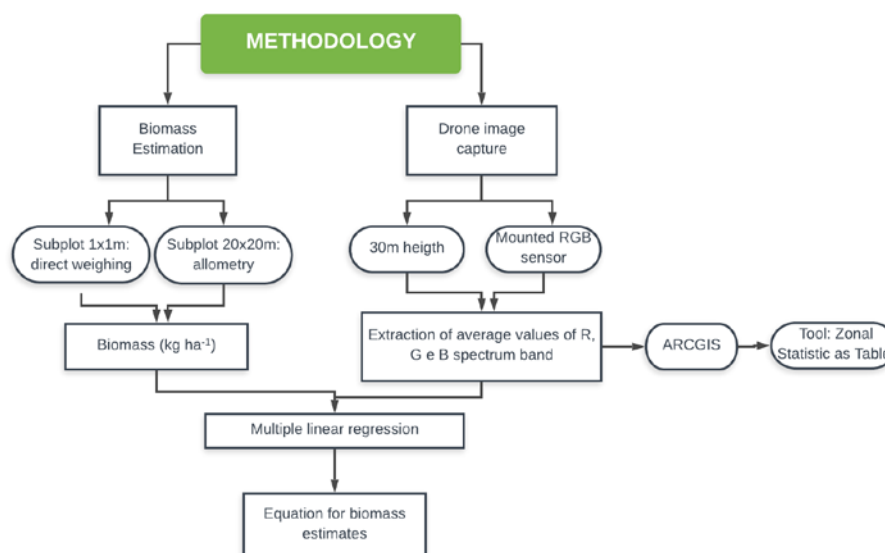 METHODOLOGY
Biomass
Estimation
Drone image
capture
Subplot 1x1m:
direct weighing
Subplot 20x20m:
allometry
30m heigth
Mounted RGB
sensor
Biomass (kg ha⁻¹)
Extraction of average values of R,
G e B spectrum band
ARCGIS
Tool: Zonal
Statistic as Table
Multiple linear regression
Equation for biomass
estimates